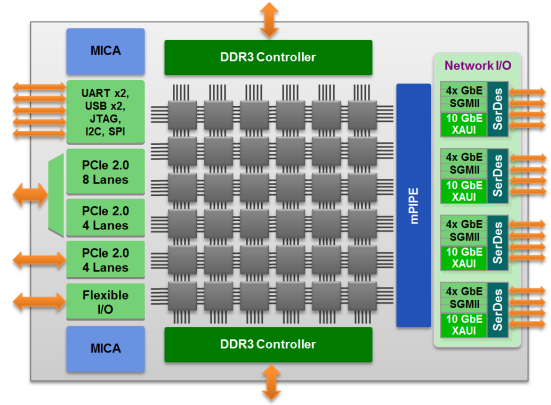 MICA
DDR3 Controller
UART x2,
USB x2,
JTAG,
I2C, SPI
PCIe 2.0
8 Lanes
PCIe 2.0
4 Lanes
PCIe 2.0
4 Lanes
Flexible
I/O
MICA
DDR3 Controller
mPIPE
Network I/O
4x GbE
SGMII
10 GbE
XAUI
SerDes
4x GbE
SGMII
10 GbE
XAUI
SerDes
4x GbE
SGMII
10 GbE
XAUI
SerDes
4x GbE
SGMII
10 GbE
XAUI
SerDes